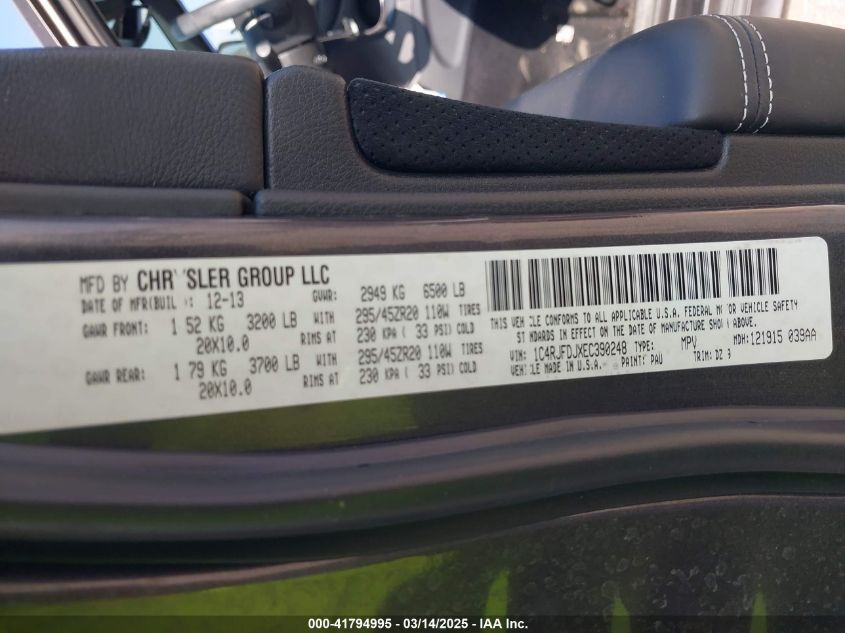 MFD BY CHR SLER GROUP LLC
DATE OF MFR(BUIL ): 12-13 GVWR: 2949 KG 6500 LB
GAWR FRONT: 1 52 KG 3200 LB WITH 295/45ZR20 110W TIRES
20X10.0 RIMS AT 230 KPA ( 33 PSI) COLD
GAWR REAR: 1 79 KG 3700 LB WITH 295/45ZR20 110W TIRES
20X10.0 RIMS AT 230 KPA ( 33 PSI) COLD
THIS VEH LE CONFORMS TO ALL APPLICABLE U.S.A. FEDERAL M OR VEHICLE SAFETY
ST NDARDS IN EFFECT ON THE DATE OF MANUFACTURE SHOW ABOVE.
VIN: 1C4RJFDJXEC390248 TYPE: MPV MDH:121915 039AA
VEH LE MADE IN U.S.A. PAINT: PAU TRIM: DZ 9
000-41794995 - 03/14/2025 - IAA Inc.